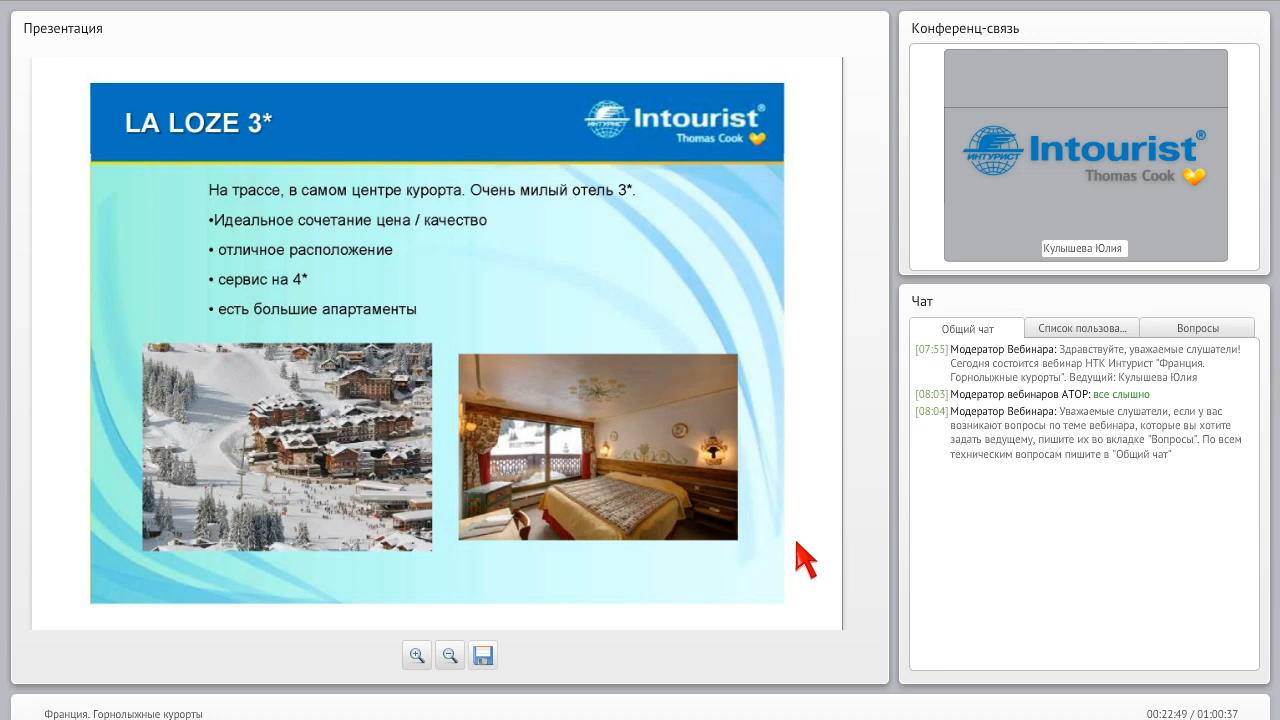 Презентация
LA LOZE 3*
ИНТУРИСТ
Intourist®
Thomas Cook
На трассе, в самом центре курорта. Очень милый отель 3*.
•Идеальное сочетание цена / качество
• отличное расположение
• сервис на 4*
• есть большие апартаменты
Конференц-связь
ИНТУРИСТ
Intourist®
Thomas Cook
Кулышева Юлия
Чат
Общий чат
Список пользова...
Вопросы
[07:55] Модератор Вебинара: Здравствуйте, уважаемые слушатели!
Сегодня состоится вебинар НТК Интурист "Франция.
Горнолыжные курорты". Ведущий: Кулышева Юлия
[08:03] Модератор вебинаров АТОР: все слышно
[08:04] Модератор Вебинара: Уважаемые слушатели, если у вас
возникают вопросы по теме вебинара, которые вы хотите
задать ведущему, пишите их во вкладке "Вопросы". По всем
техническим вопросам пишите в "Общий чат"
Франция. Горнолыжные курорты
00:22:49 / 01:00:37